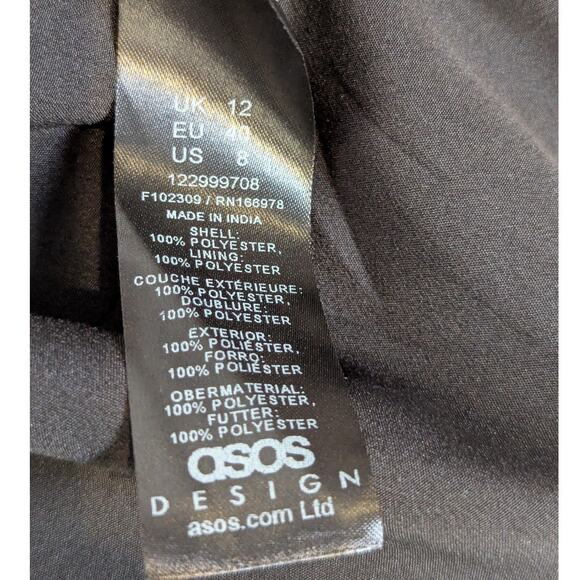 UK 12
EU 40
US 8
122999708
F102309 / RN166978
MADE IN INDIA
SHELL:
100% POLYESTER,
LINING:
100% POLYESTER
COUCHE EXTÉRIEURE:
100% POLYESTER,
DOUBLURE:
100% POLYESTER
EXTERIOR:
100% POLIÉSTER,
FORRO:
100% POLIÉSTER
OBERMATERIAL:
100% POLYESTER,
FUTTER:
100% POLYESTER
asos
DESIGN
asos.com Ltd